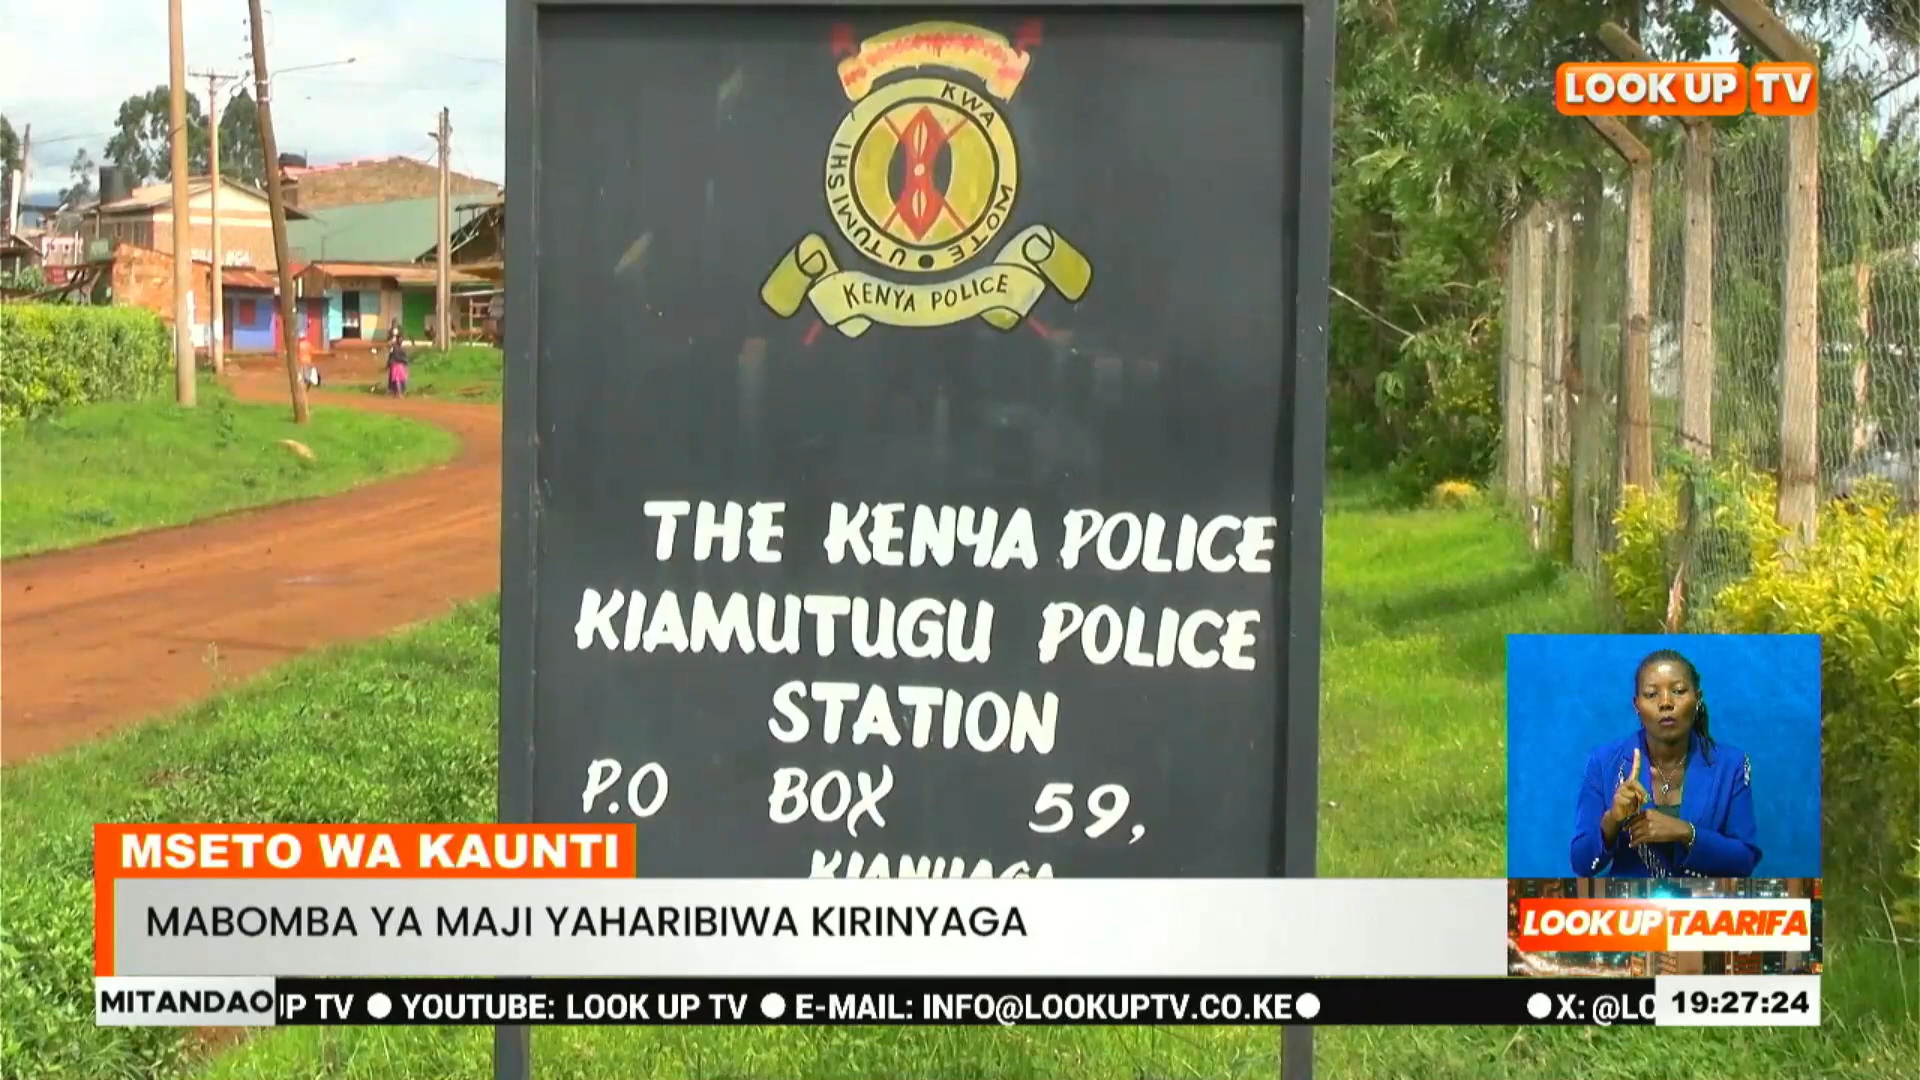 LOOK UP TV
UTUMISHI KWA WOTE
KENYA POLICE
THE KENYA POLICE
KIAMUTUGU POLICE
STATION
P.O BOX 59,
MSETO WA KAUNTI
MABOMBA YA MAJI YAHARIBIWA KIRINYAGA
LOOK UP TAARIFA
MITANDAO
UP TV ● YOUTUBE: LOOK UP TV ● E-MAIL: INFO@LOOKUPTV.CO.KE● ●X: @LO
19:27:24